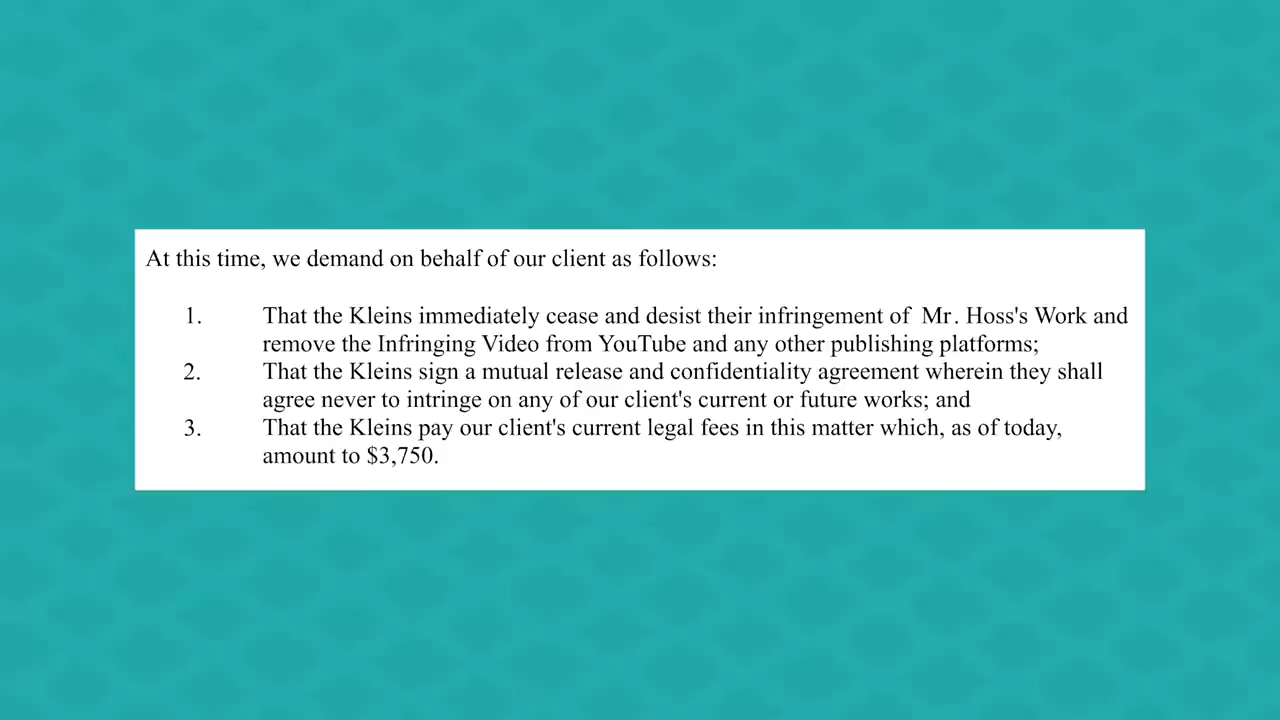 At this time, we demand on behalf of our client as follows:
1. That the Kleins immediately cease and desist their infringement of Mr. Hoss's Work and
remove the Infringing Video from YouTube and any other publishing platforms;
2. That the Kleins sign a mutual release and confidentiality agreement wherein they shall
agree never to intringe on any of our client's current or future works; and
3. That the Kleins pay our client's current legal fees in this matter which, as of today,
amount to $3,750.